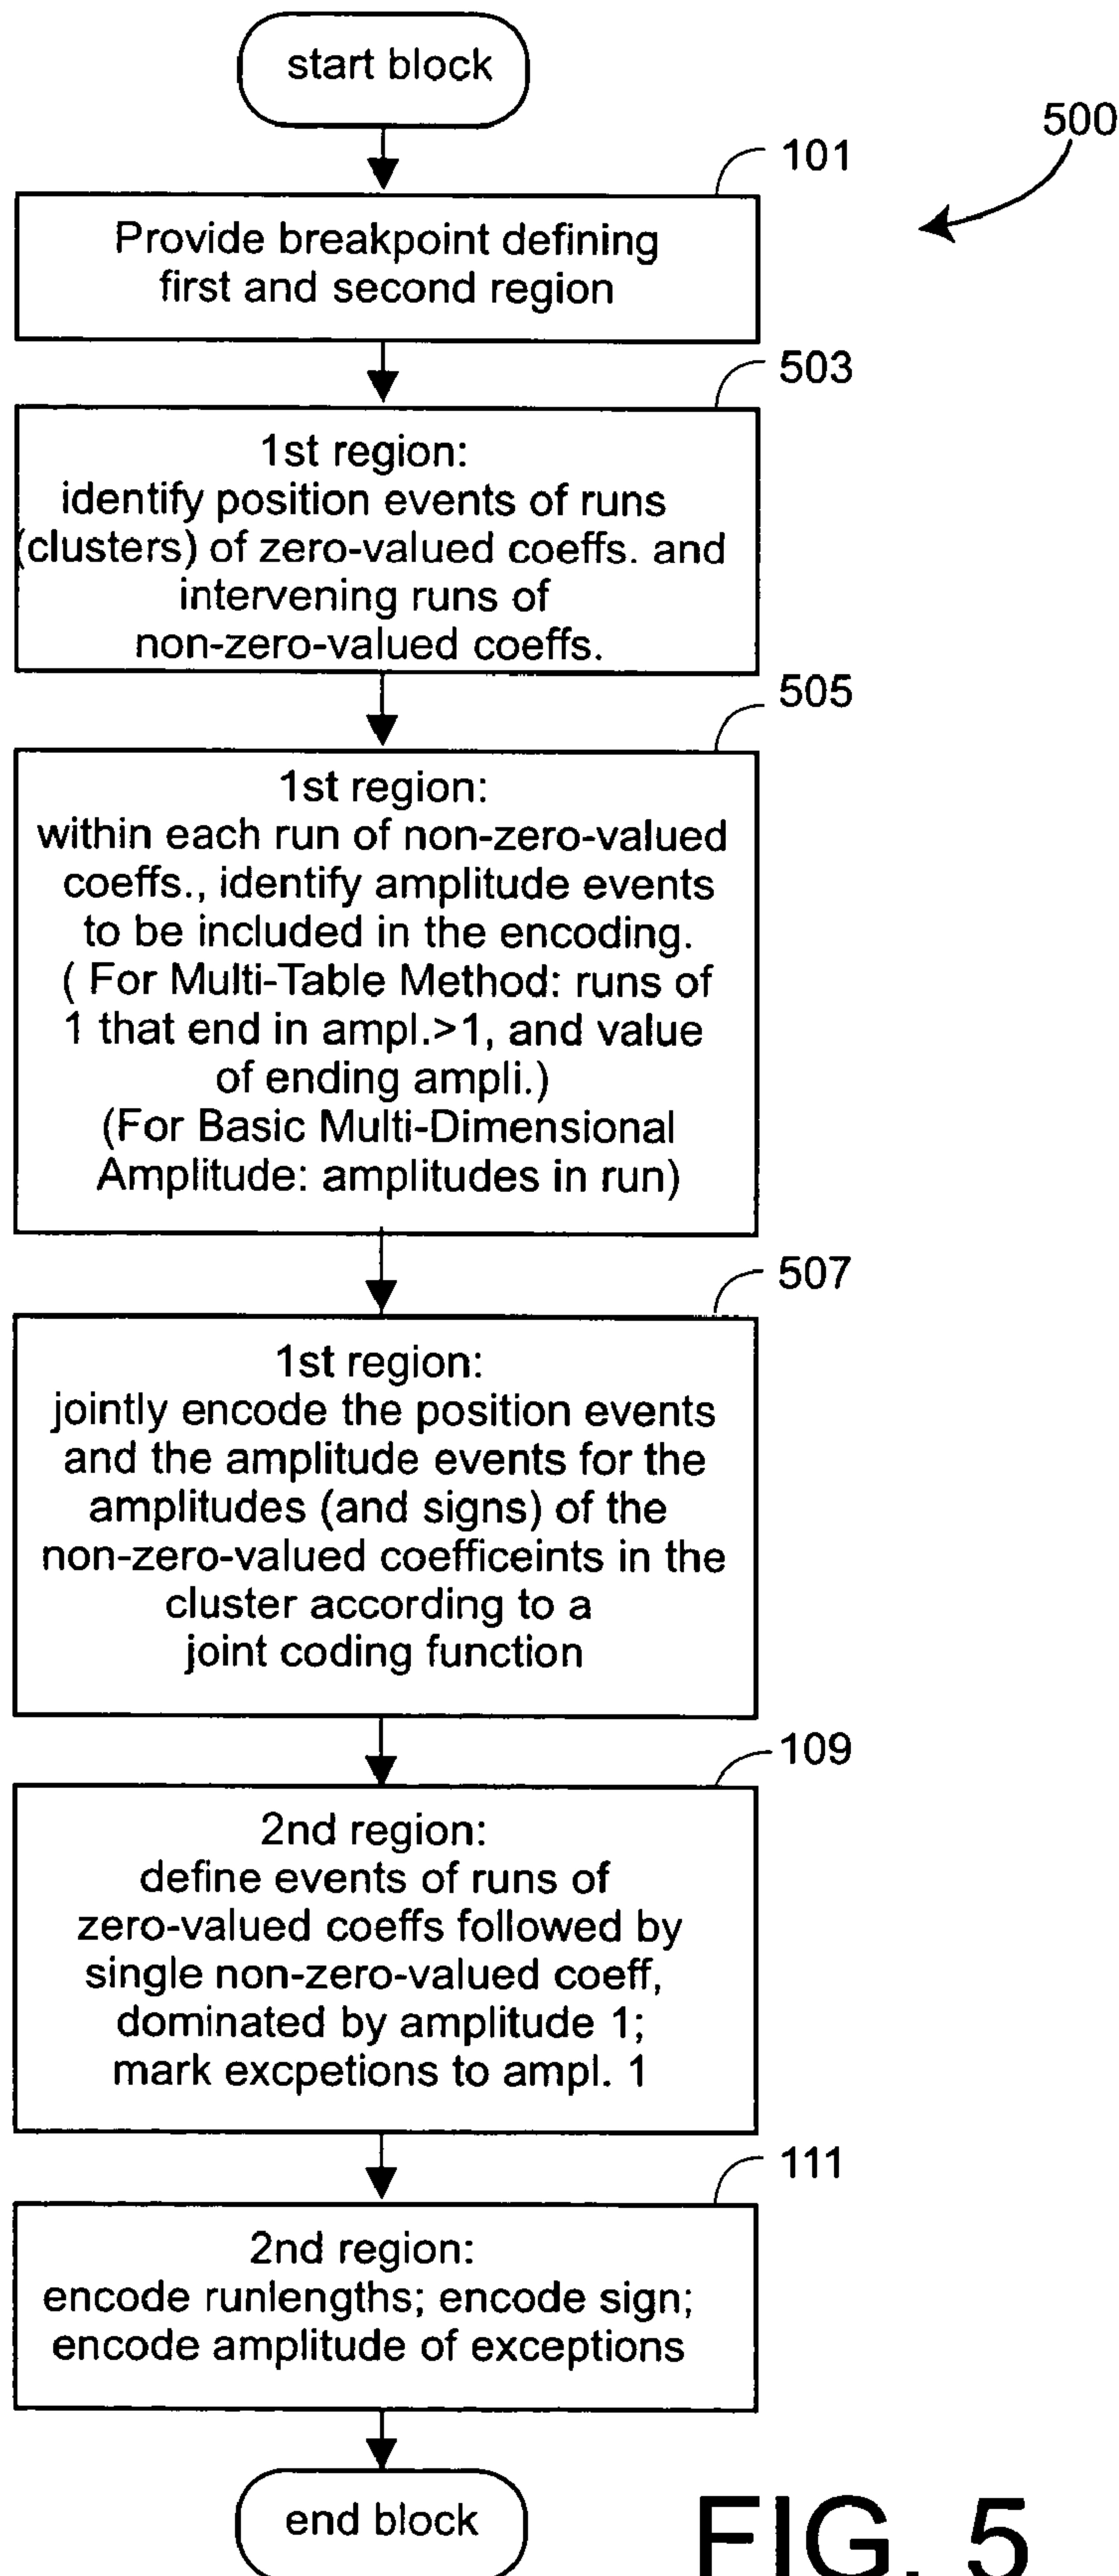 start block
500
101
Provide breakpoint defining
first and second region
503
1st region:
identify position events of runs
(clusters) of zero-valued coeffs. and
intervening runs of
non-zero-valued coeffs.
505
1st region:
within each run of non-zero-valued
coeffs., identify amplitude events
to be included in the encoding.
( For Multi-Table Method: runs of
1 that end in ampl.>1, and value
of ending ampli.)
(For Basic Multi-Dimensional
Amplitude: amplitudes in run)
507
1st region:
jointly encode the position events
and the amplitude events for the
amplitudes (and signs) of the
non-zero-valued coefficeints in the
cluster according to a
joint coding function
109
2nd region:
define events of runs of
zero-valued coeffs followed by
single non-zero-valued coeff,
dominated by amplitude 1;
mark excpetions to ampl. 1
111
2nd region:
encode runlengths; encode sign;
encode amplitude of exceptions
end block
FIG. 5